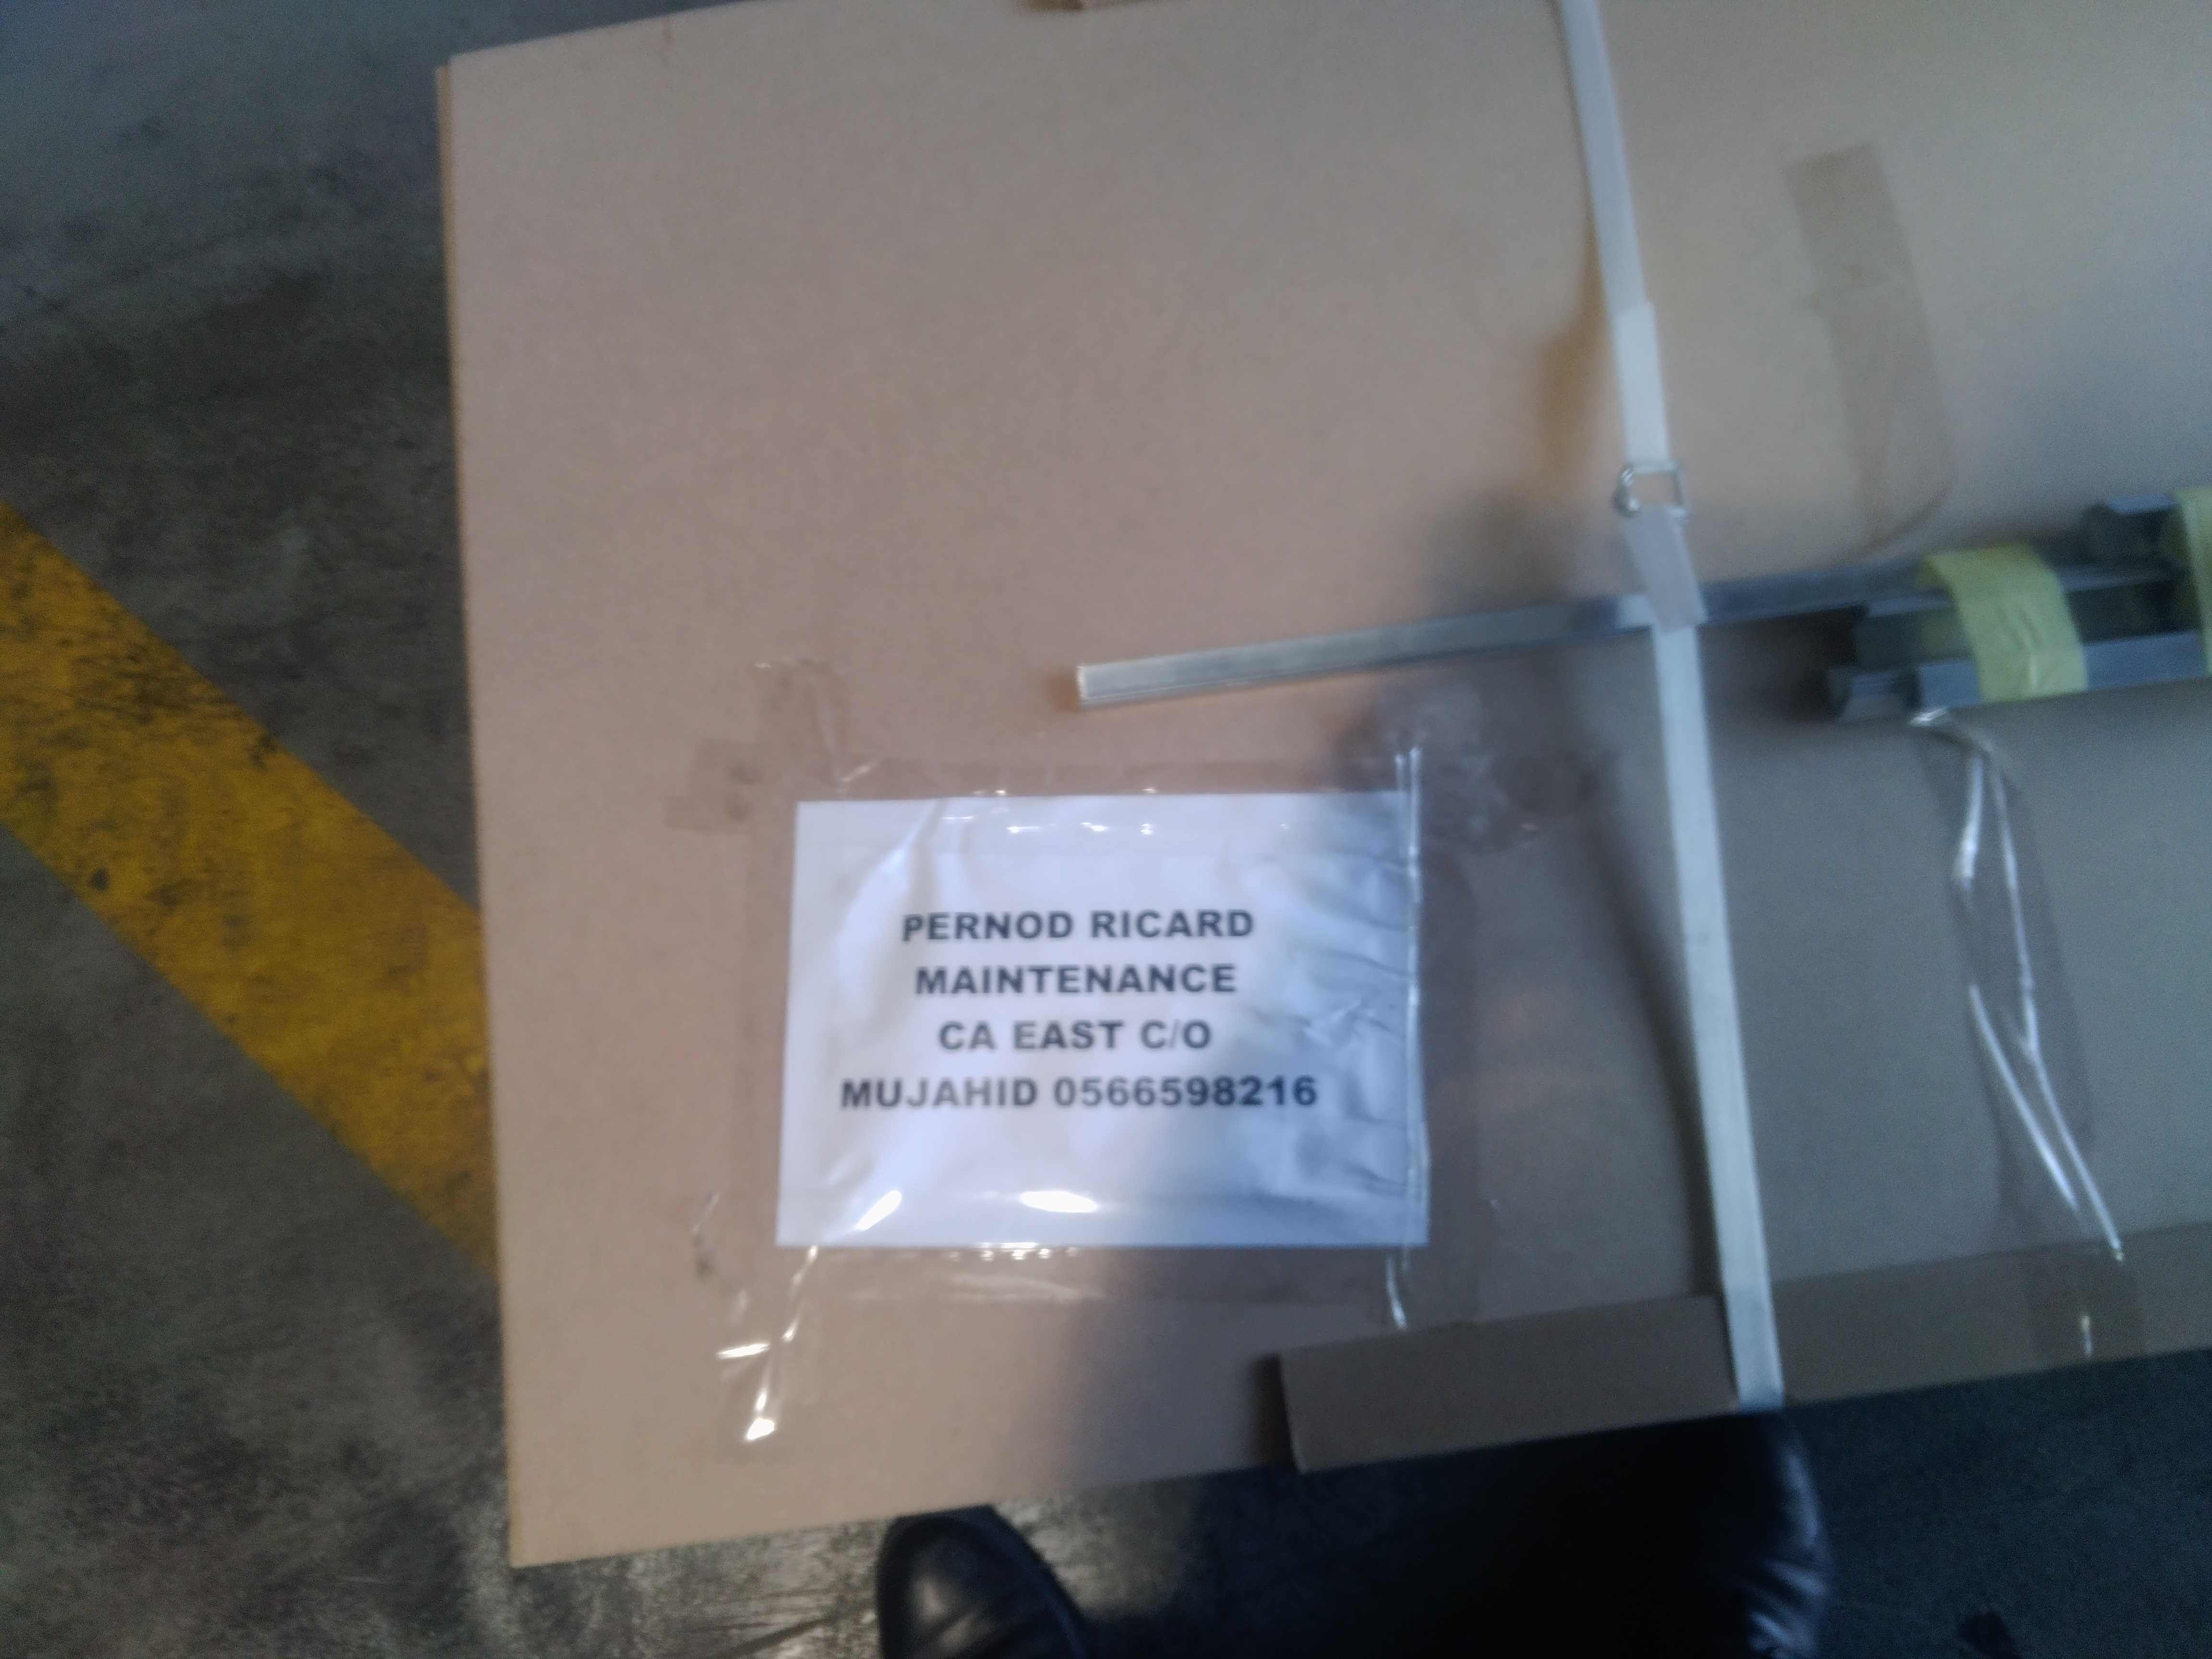 PERNOD RICARD
MAINTENANCE
CA EAST C/O
MUJAHID 0566598216